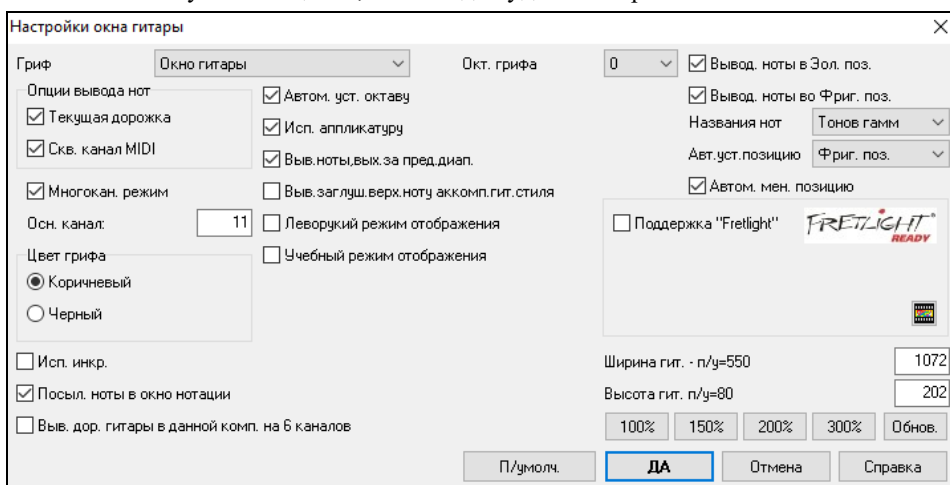 Настройки окна гитары
Гриф Окно гитары Окт. грифа 0 Вывод. ноты в Зол. поз.
Опции вывода нот
Текущая дорожка
Скв. канал MIDI
Автом. уст. октаву
Исп. аппликатуру
Выв.ноты,вых.за пред.диап.
Вывод. ноты во Фриг. поз.
Названия нот Тонов гамм
Авт.уст.позицию Фриг. поз.
Автом. мен. позицию
Многокан. режим
Осн. канал: 11
Выв.заглуш.верх.ноту аккомп.гит.стиля
Леворукий режим отображения
Учебный режим отображения
Поддержка "Fretlight" FRETLIGHT
READY
Цвет грифа
Коричневый
Черный
Исп. инкр.
Посыл. ноты в окно нотации
Выв. дор. гитары в данной комп. на 6 каналов
Ширина гит. - п/у=550 1072
Высота гит. п/у=80 202
100% 150% 200% 300% Обнов.
П/умолч. ДА Отмена Справка